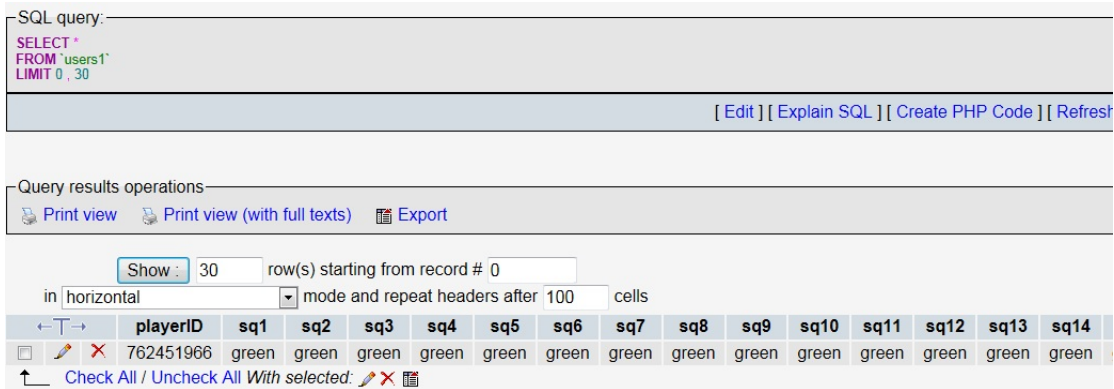 SQL query:
SELECT *
FROM `users1`
LIMIT 0 , 30
[ Edit ] [ Explain SQL ] [ Create PHP Code ] [ Refresh
Query results operations
Print view Print view (with full texts) Export
Show : 30 row(s) starting from record # 0
in horizontal mode and repeat headers after 100 cells
←T→ playerID sq1 sq2 sq3 sq4 sq5 sq6 sq7 sq8 sq9 sq10 sq11 sq12 sq13 sq14
762451966 green green green green green green green green green green green green green green
Check All / Uncheck All With selected: